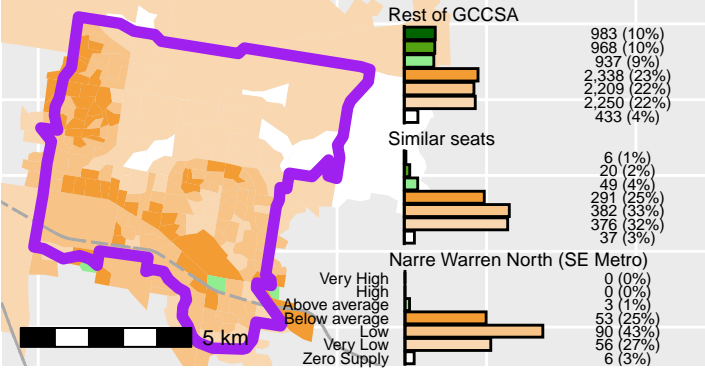 Rest of GCCSA
983 (10%)
968 (10%)
937 (9%)
2,338 (23%)
2,209 (22%)
2,250 (22%)
433 (4%)
Similar seats
6 (1%)
20 (2%)
49 (4%)
291 (25%)
382 (33%)
376 (32%)
37 (3%)
Narre Warren North (SE Metro)
Very High 0 (0%)
High 0 (0%)
Above average 3 (1%)
Below average 53 (25%)
Low 90 (43%)
Very Low 56 (27%)
Zero Supply 6 (3%)
5 km